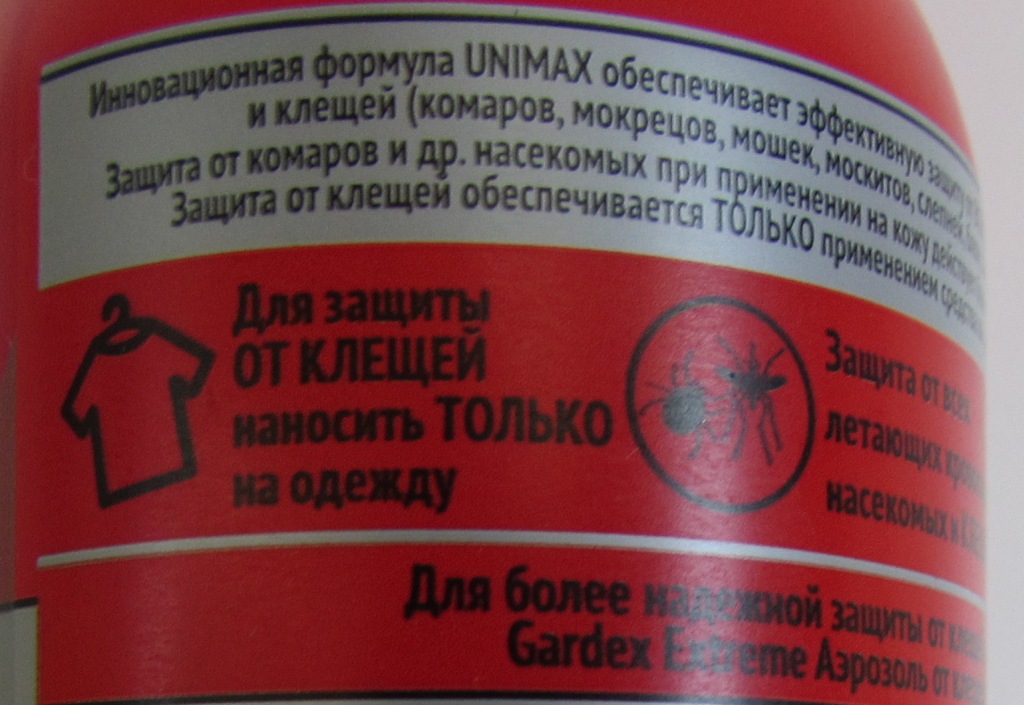 Инновационная формула UNIMAX обеспечивает эффективную защиту от
и клещей (комаров, мокрецов, мошек, москитов, слепней
Защита от комаров и др. насекомых при применении на кожу
Защита от клещей обеспечивается ТОЛЬКО применением
Для защиты
ОТ КЛЕЩЕЙ
наносить ТОЛЬКО
на одежду
Защита от всех
летающих
насекомых и
Для более надежной защиты от
Gardex Extreme Аэрозоль от